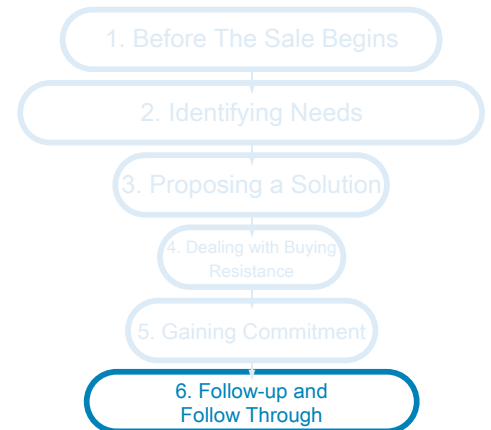 1. Before The Sale Begins
2. Identifying Needs
3. Proposing a Solution
4. Dealing with Buying
Resistance
5. Gaining Commitment
6. Follow-up and
Follow Through